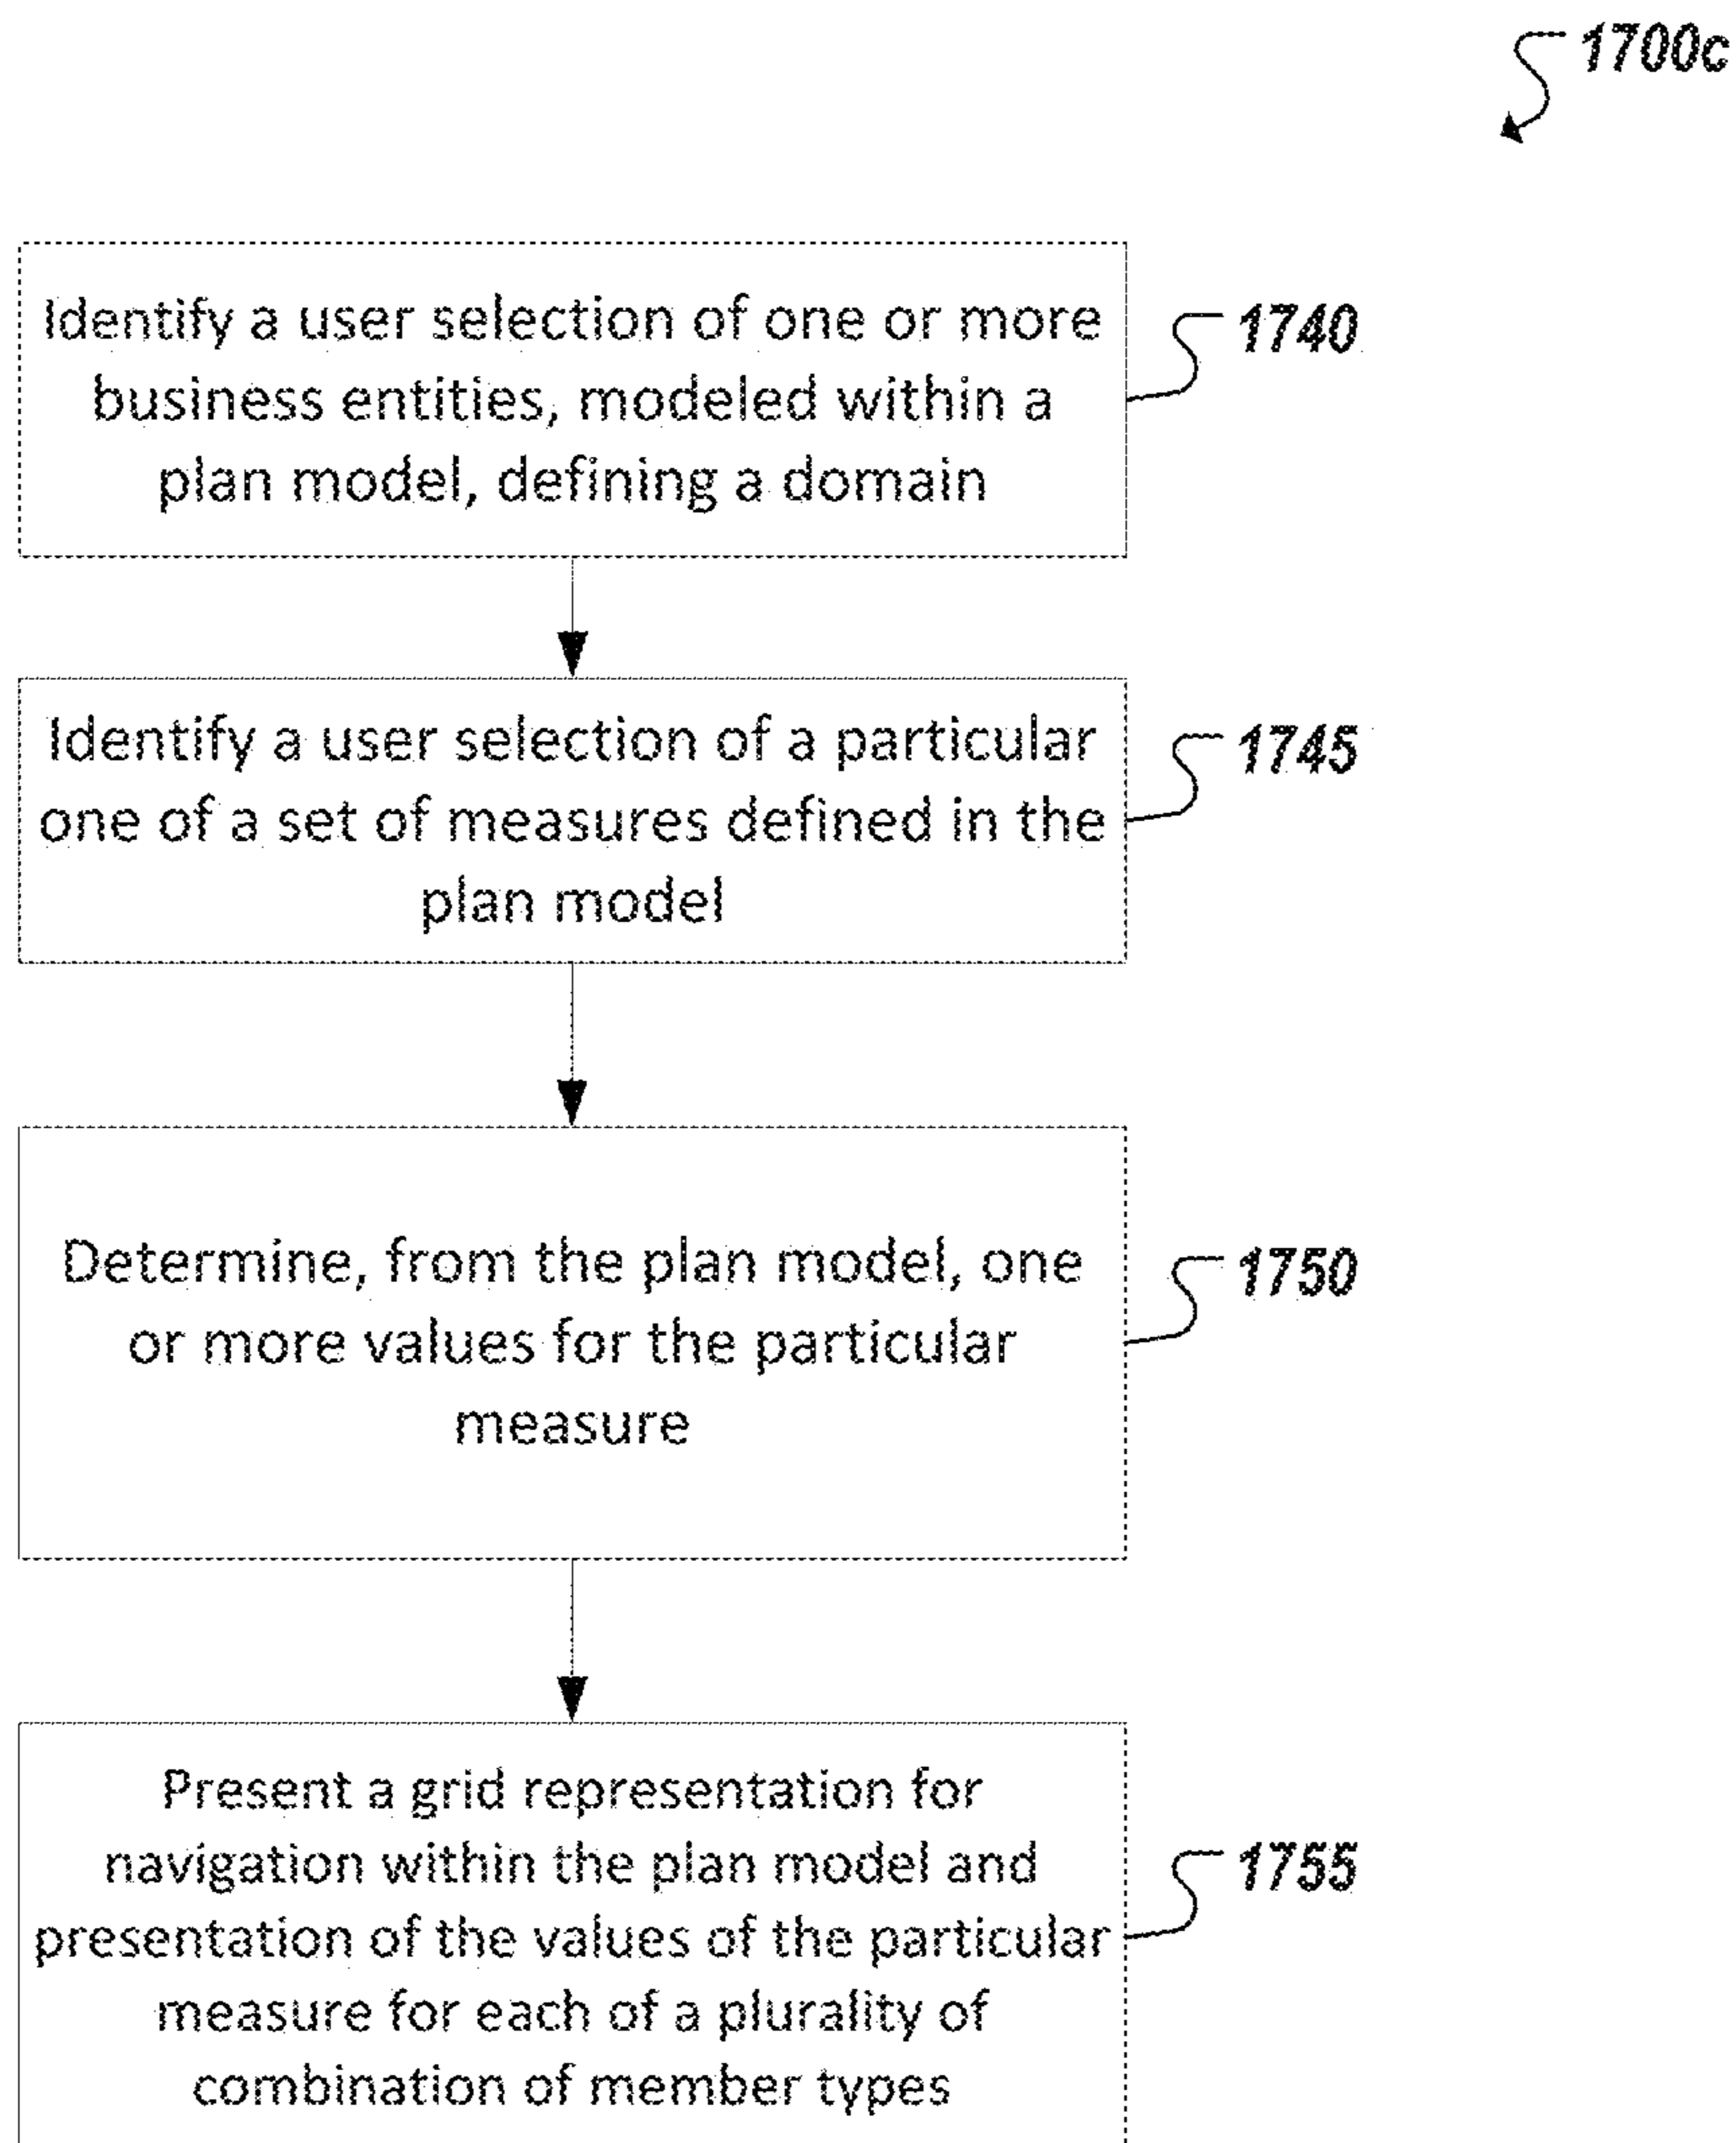 1700c
Identify a user selection of one or more
business entities, modeled within a
plan model, defining a domain
1740
Identify a user selection of a particular
one of a set of measures defined in the
plan model
1745
Determine, from the plan model, one
or more values for the particular
measure
1750
Present a grid representation for
navigation within the plan model and
presentation of the values of the particular
measure for each of a plurality of
combination of member types
1755